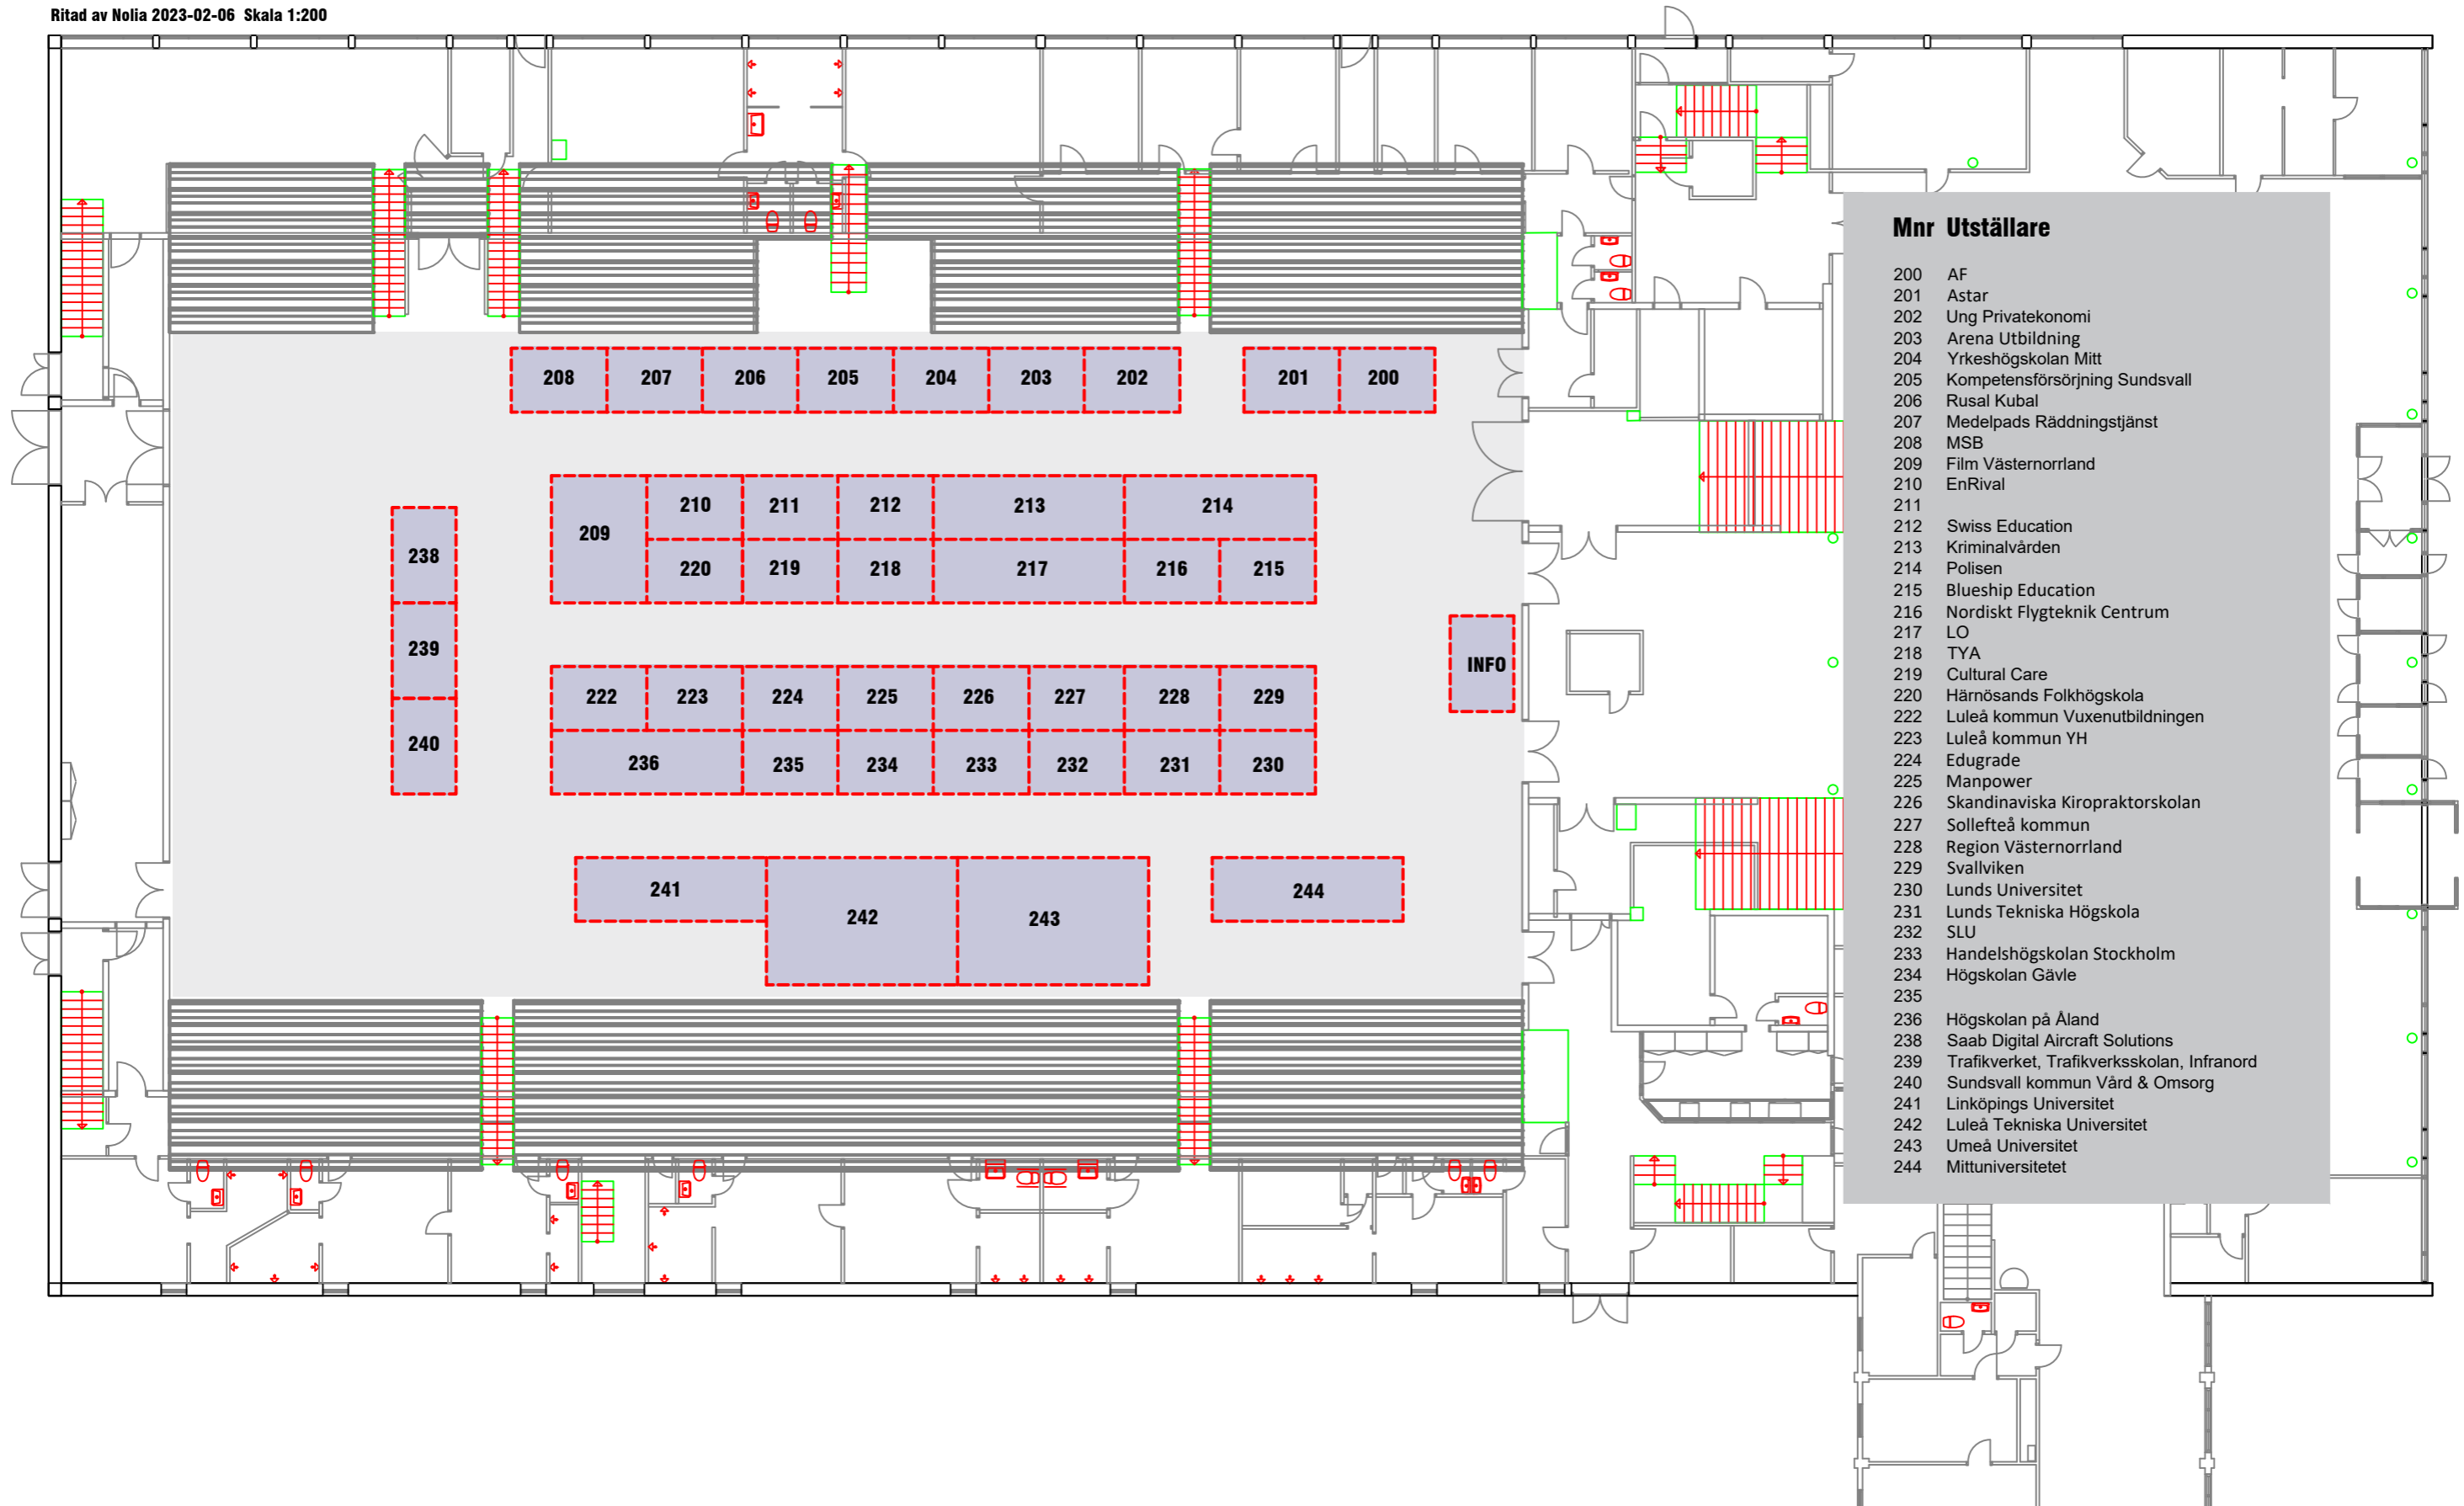 Ritad av Nolia 2023-02-06 Skala 1:200
208 207 206 205 204 203 202 201 200
209 210 211 212 213 214
220 219 218 217 216 215
238
239
240
INFO
222 223 224 225 226 227 228 229
236 235 234 233 232 231 230
241 242 243 244
Mnr Utställare
200 AF
201 Astar
202 Ung Privatekonomi
203 Arena Utbildning
204 Yrkeshögskolan Mitt
205 Kompetensförsörjning Sundsvall
206 Rusal Kubal
207 Medelpads Räddningstjänst
208 MSB
209 Film Västernorrland
210 EnRival
211
212 Swiss Education
213 Kriminalvården
214 Polisen
215 Blueship Education
216 Nordiskt Flygteknik Centrum
217 LO
218 TYA
219 Cultural Care
220 Härnösands Folkhögskola
222 Luleå kommun Vuxenutbildningen
223 Luleå kommun YH
224 Edugrade
225 Manpower
226 Skandinaviska Kiropraktorskolan
227 Sollefteå kommun
228 Region Västernorrland
229 Svallviken
230 Lunds Universitet
231 Lunds Tekniska Högskola
232 SLU
233 Handelshögskolan Stockholm
234 Högskolan Gävle
235
236 Högskolan på Åland
238 Saab Digital Aircraft Solutions
239 Trafikverket, Trafikverksskolan, Infranord
240 Sundsvall kommun Vård & Omsorg
241 Linköpings Universitet
242 Luleå Tekniska Universitet
243 Umeå Universitet
244 Mittuniversitetet